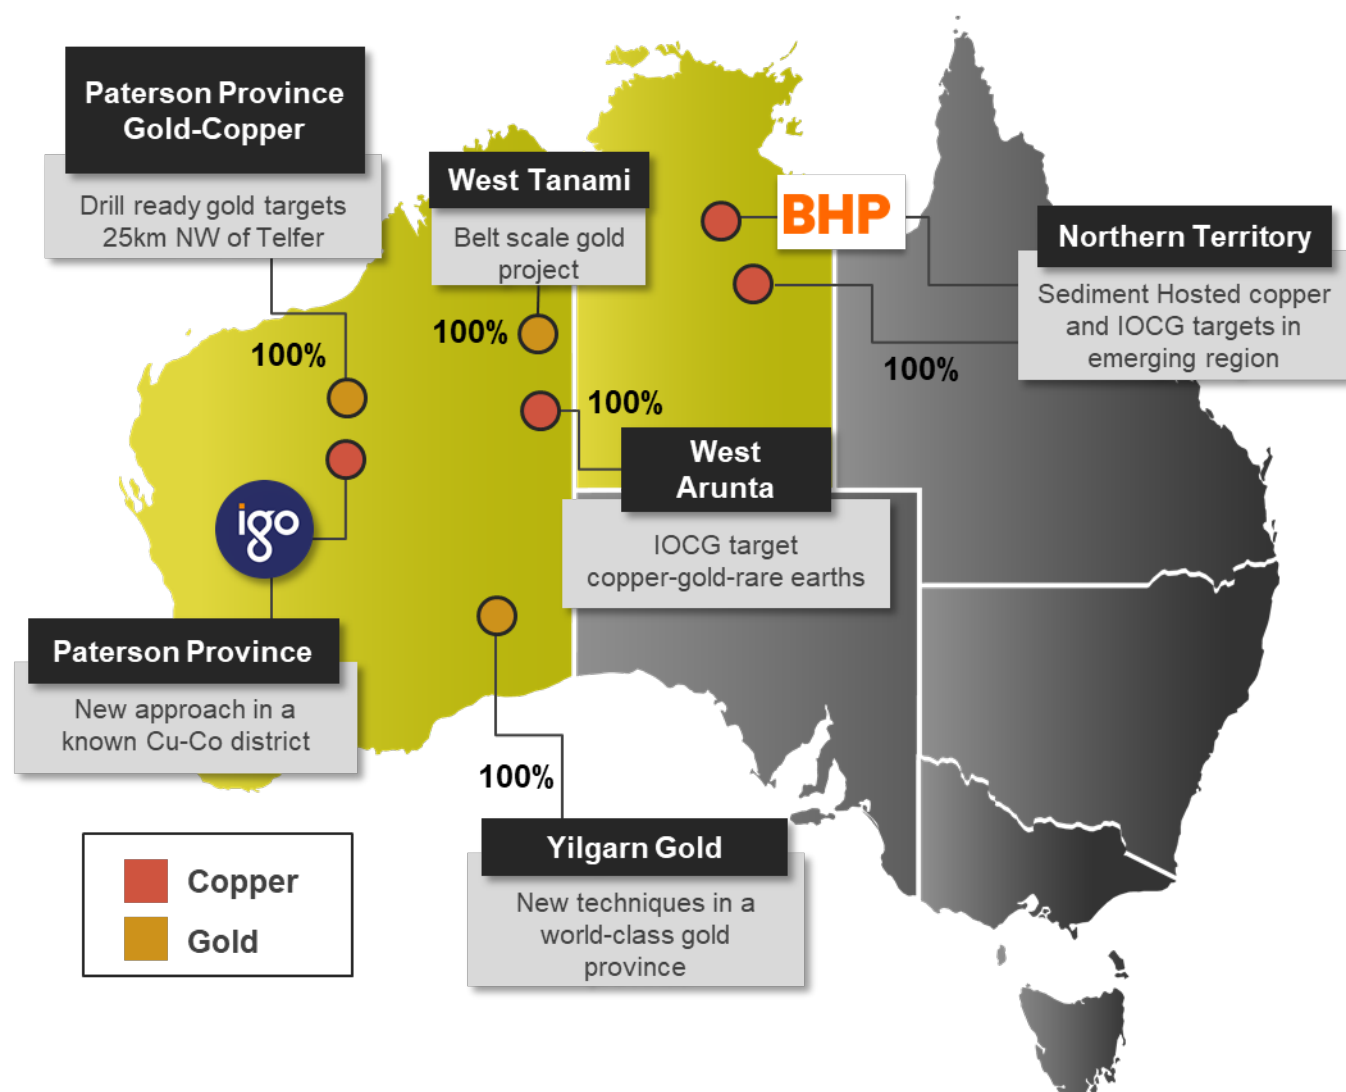 Paterson Province
Gold-Copper
Drill ready gold targets
25km NW of Telfer
100%
West Tanami
Belt scale gold
project
100%
BHP
Northern Territory
Sediment Hosted copper
and IOCG targets in
emerging region
100%
100%
West
Arunta
IOCG target
copper-gold-rare earths
igo
Paterson Province
New approach in a
known Cu-Co district
100%
Yilgarn Gold
New techniques in a
world-class gold
province
Copper
Gold